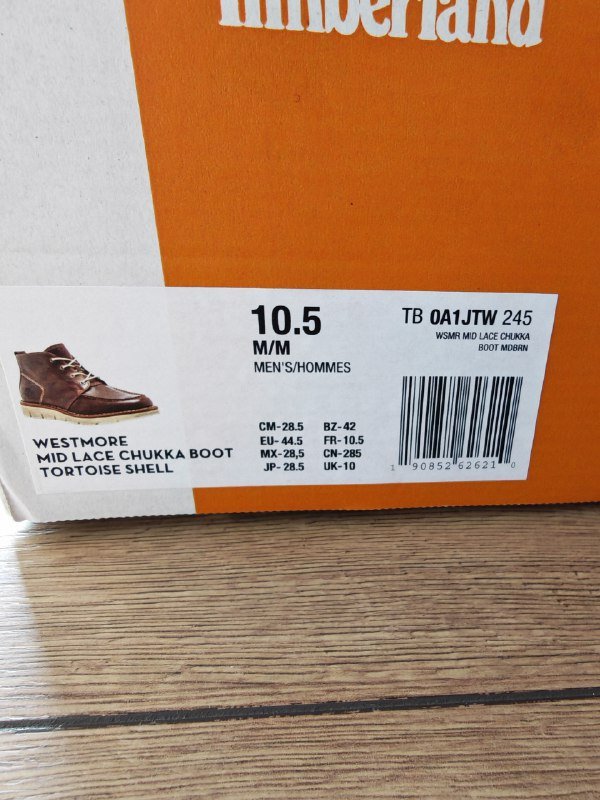 Timberland
10.5
M/M
MEN'S/HOMMES
TB 0A1JTW 245
WSMR MID LACE CHUKKA
BOOT MDBRN
WESTMORE
MID LACE CHUKKA BOOT
TORTOISE SHELL
CM-28.5 BZ-42
EU-44.5 FR-10.5
MX-28,5 CN-285
JP-28.5 UK-10
1 90852 62621 0